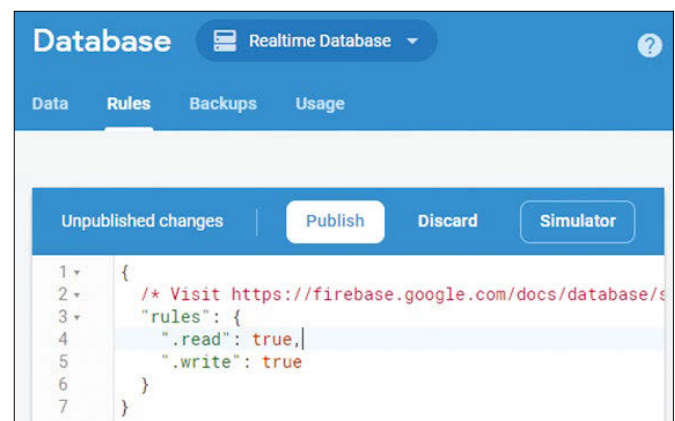 Database Realtime Database ?
Data Rules Backups Usage
Unpublished changes Publish Discard Simulator
1 {
2 /* Visit https://firebase.google.com/docs/database/s
3 "rules": {
4 ".read": true,
5 ".write": true
6 }
7 }